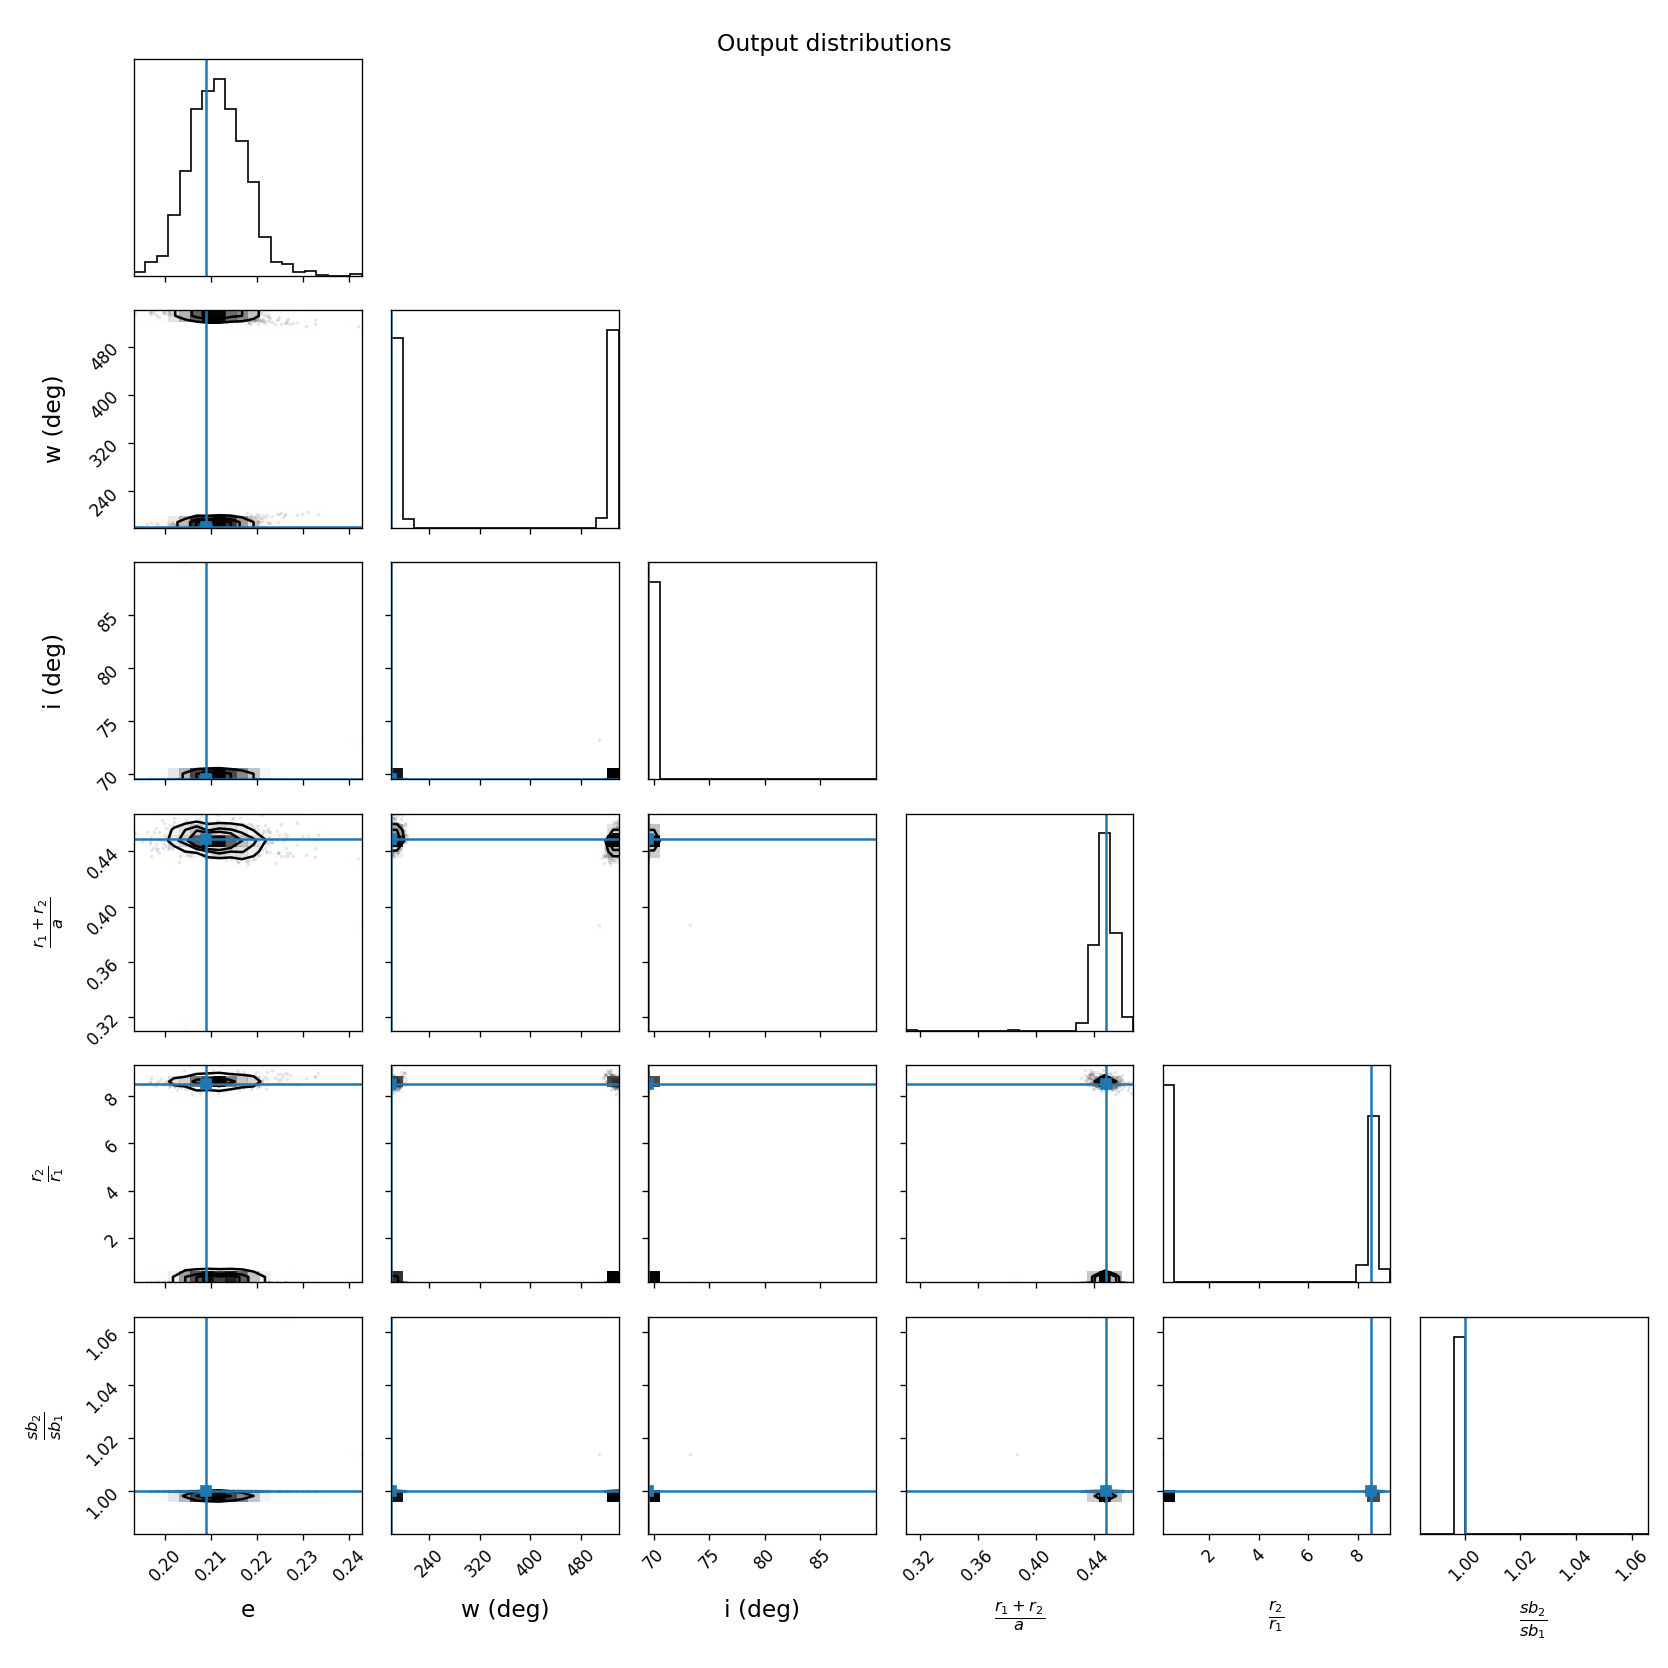 Output distributions
w (deg)
480
400
320
240
i (deg)
85
80
75
70
r₁ + r₂
a
0.44
0.40
0.36
0.32
r₂
r₁
8
6
4
2
sb₂
sb₁
1.06
1.04
1.02
1.00
0.20 0.21 0.22 0.23 0.24 240 320 400 480 70 75 80 85 0.32 0.36 0.40 0.44 2 4 6 8 1.00 1.02 1.04 1.06
e w (deg) i (deg)
r₁ + r₂
a
r₂
r₁
sb₂
sb₁